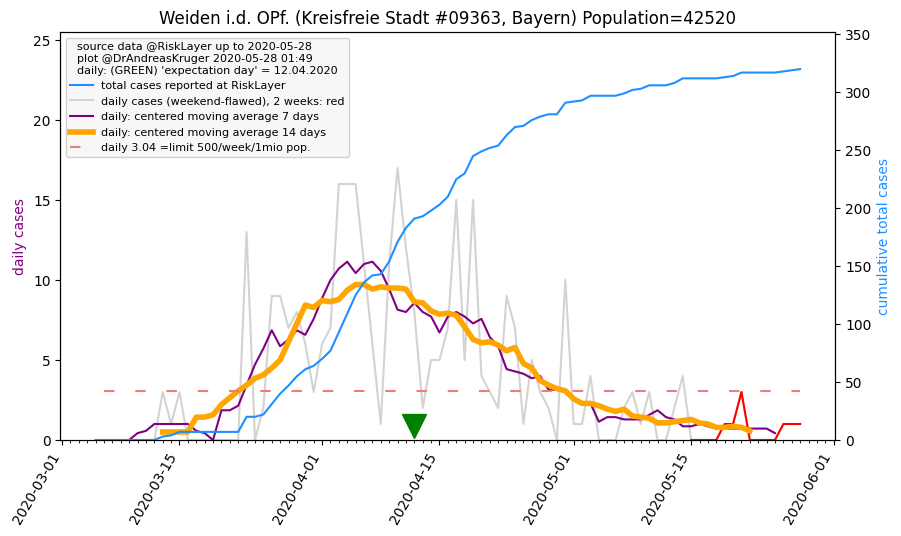 Weiden i.d. OPf. (Kreisfreie Stadt #09363, Bayern) Population=42520
source data @RiskLayer up to 2020-05-28
plot @DrAndreasKruger 2020-05-28 01:49
daily: (GREEN) 'expectation day' = 12.04.2020
total cases reported at RiskLayer
daily cases (weekend-flawed), 2 weeks: red
daily: centered moving average 7 days
daily: centered moving average 14 days
daily 3.04 =limit 500/week/1mio pop.
daily cases
25
20
15
10
5
0
cumulative total cases
350
300
250
200
150
100
50
0
2020-03-01
2020-03-15
2020-04-01
2020-04-15
2020-05-01
2020-05-15
2020-06-01